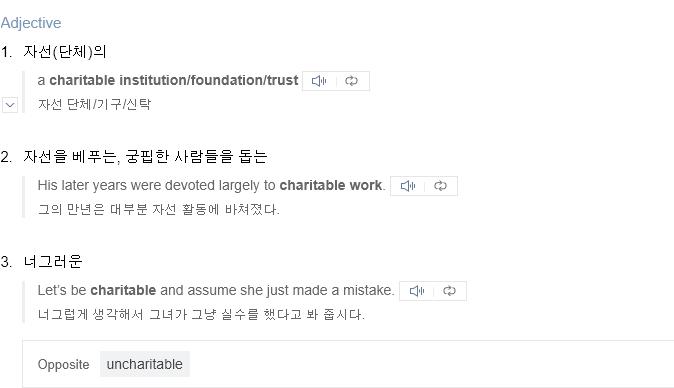 Adjective
1. 자선(단체)의
a charitable institution/foundation/trust
자선 단체/기구/신탁
2. 자선을 베푸는, 궁핍한 사람들을 돕는
His later years were devoted largely to charitable work.
그의 만년은 대부분 자선 활동에 바쳐졌다.
3. 너그러운
Let’s be charitable and assume she just made a mistake.
너그럽게 생각해서 그녀가 그냥 실수를 했다고 봐 줍시다.
Opposite uncharitable